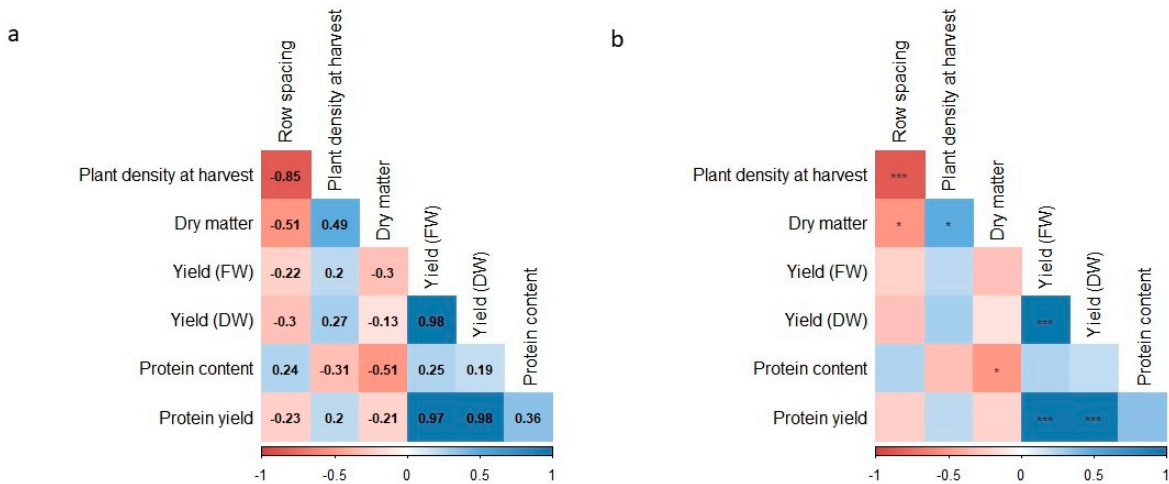 a
Row spacing
Plant density at harvest
Dry matter
Yield (FW)
Yield (DW)
Protein content
Plant density at harvest -0.85
Dry matter -0.51 0.49
Yield (FW) -0.22 0.2 -0.3
Yield (DW) -0.3 0.27 -0.13 0.98
Protein content 0.24 -0.31 -0.51 0.25 0.19
Protein yield -0.23 0.2 -0.21 0.97 0.98 0.36
-1 -0.5 0 0.5 1
b
Row spacing
Plant density at harvest
Dry matter
Yield (FW)
Yield (DW)
Protein content
Plant density at harvest ***
Dry matter * *
Yield (FW)
Yield (DW) ***
Protein content *
Protein yield *** ***
-1 -0.5 0 0.5 1